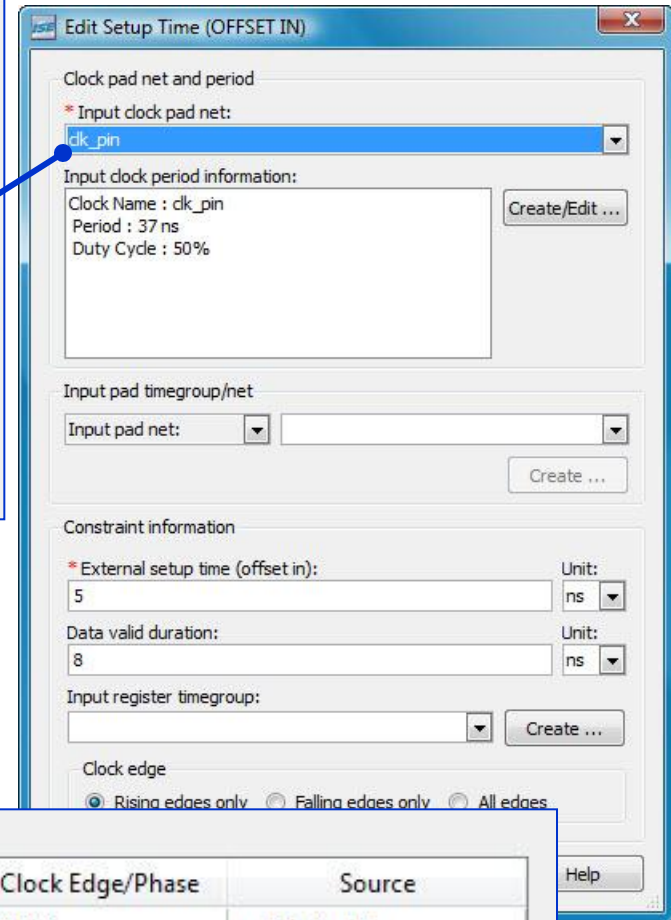 ISE Edit Setup Time (OFFSET IN)
Clock pad net and period
* Input clock pad net:
clk_pin
Input clock period information:
Clock Name : clk_pin
Period : 37 ns
Duty Cycle : 50%
Create/Edit ...
Input pad timegroup/net
Input pad net:
Create ...
Constraint information
* External setup time (offset in): Unit:
5 ns
Data valid duration: Unit:
8 ns
Input register timegroup:
Create ...
Clock edge
Rising edges only Falling edges only All edges
Help
Clock Edge/Phase Source